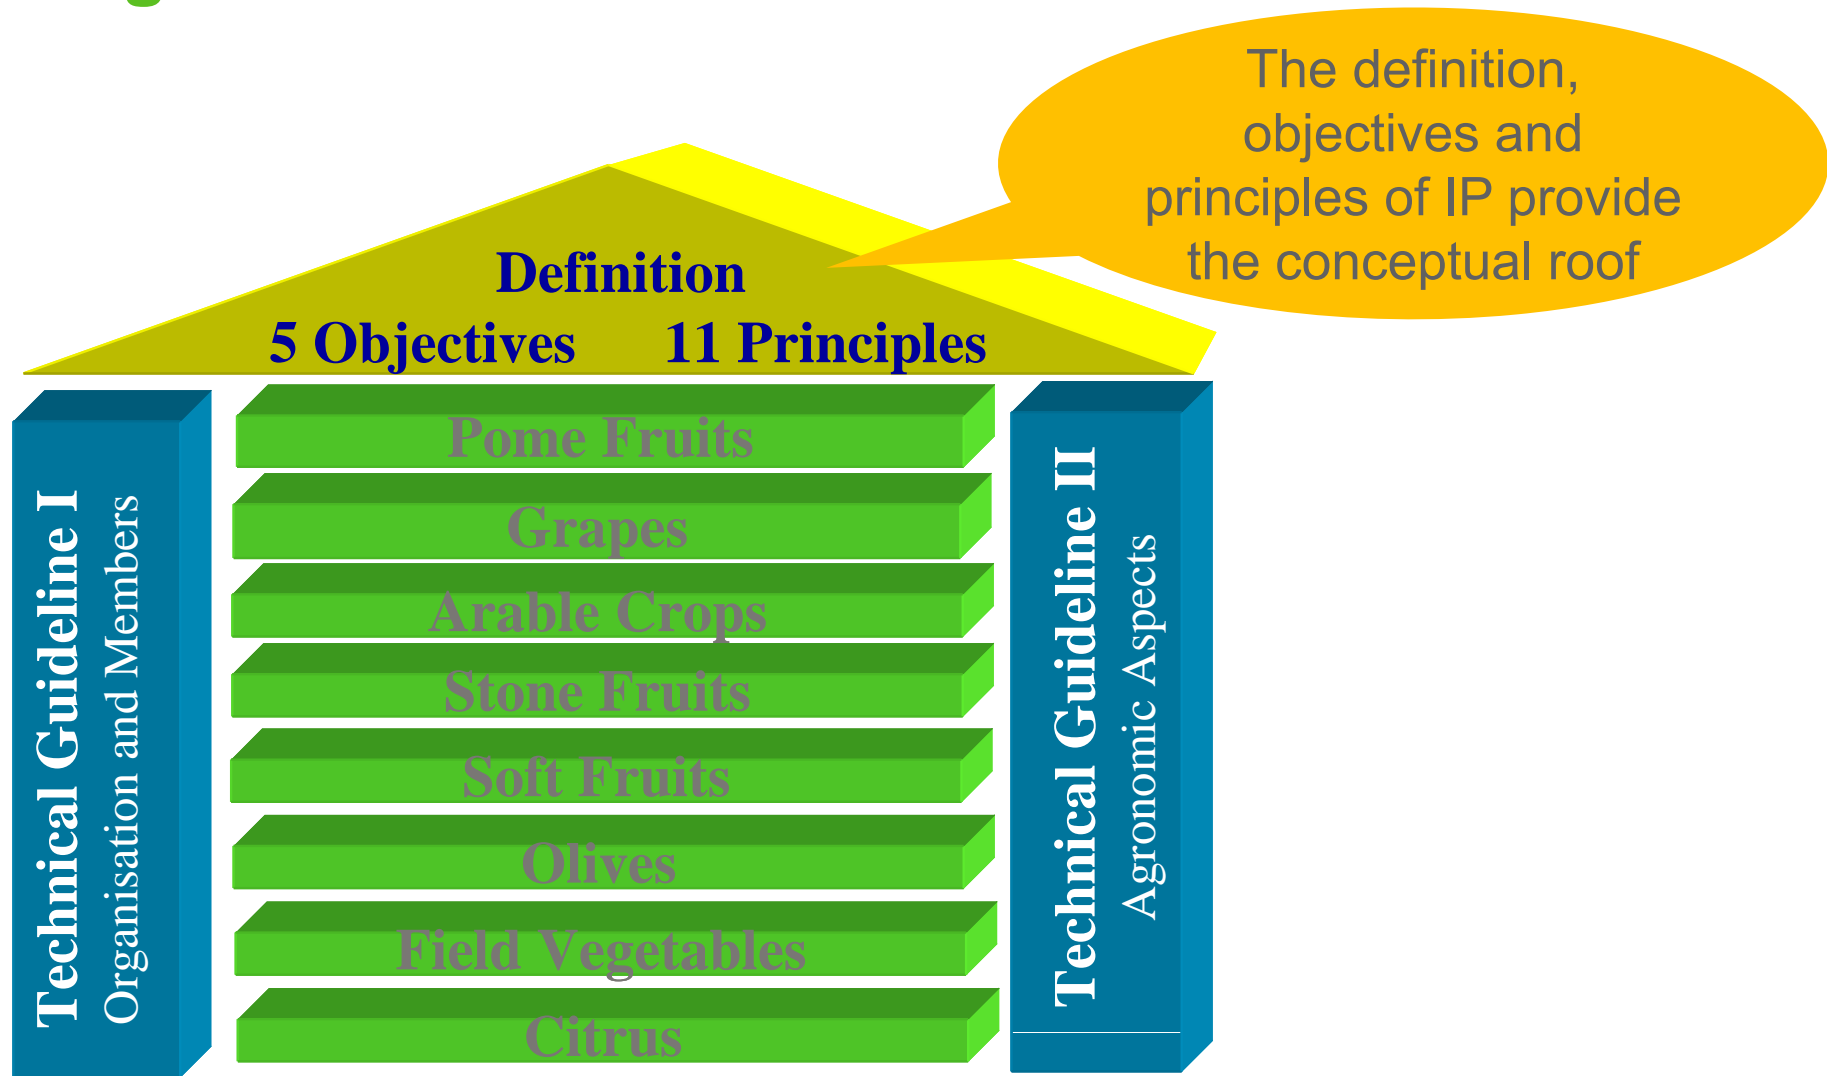 The definition,
objectives and
principles of IP provide
the conceptual roof
Definition
5 Objectives 11 Principles
Technical Guideline I
Organisation and Members
Pome Fruits
Grapes
Arable Crops
Stone Fruits
Soft Fruits
Olives
Field Vegetables
Citrus
Technical Guideline II
Agronomic Aspects